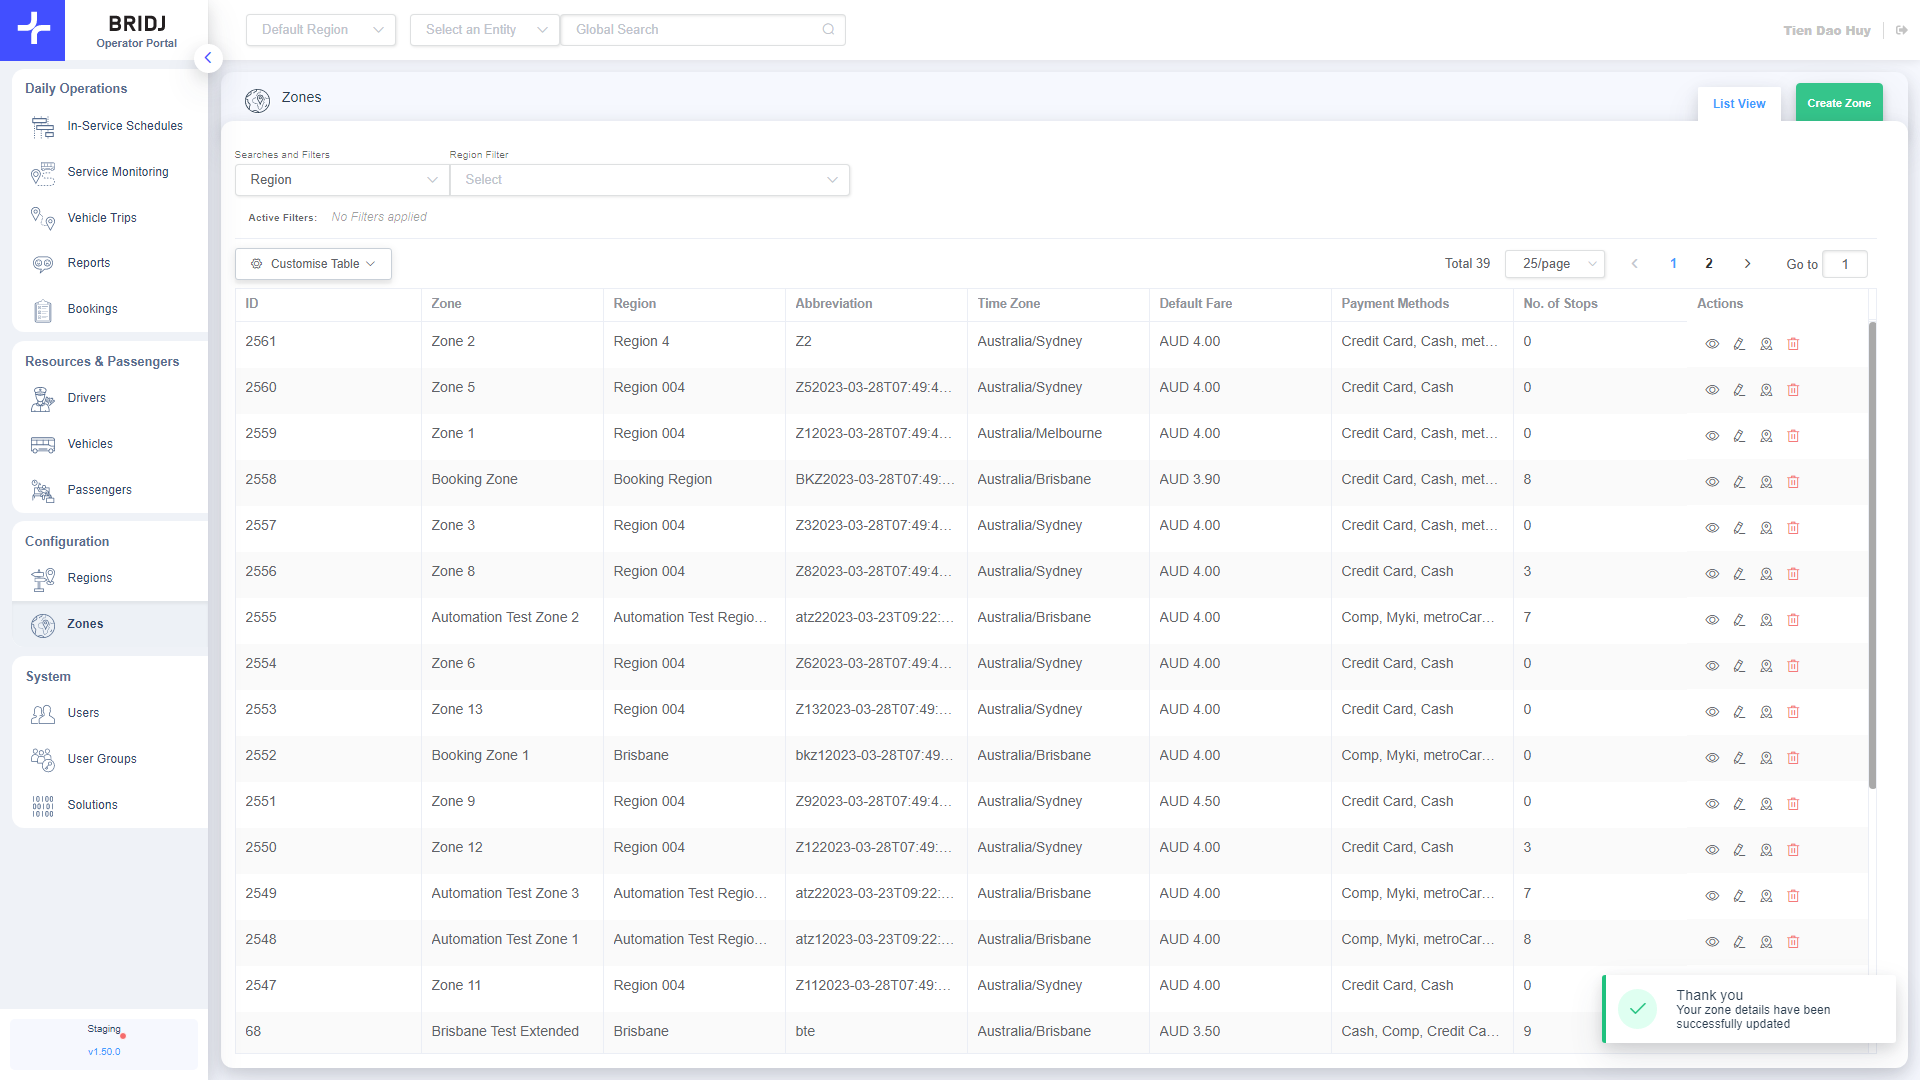 BRIDJ
Operator Portal
Default Region
Select an Entity
Global Search
Tien Dao Huy
Daily Operations
In-Service Schedules
Service Monitoring
Vehicle Trips
Reports
Bookings
Resources & Passengers
Drivers
Vehicles
Passengers
Configuration
Regions
Zones
System
Users
User Groups
Solutions
Staging
v1.50.0
Zones
List View
Create Zone
Searches and Filters
Region Filter
Region
Select
Active Filters: No Filters applied
Customise Table
Total 39
25/page
1
2
Go to
1
ID Zone Region Abbreviation Time Zone Default Fare Payment Methods No. of Stops Actions
2561 Zone 2 Region 4 Z2 Australia/Sydney AUD 4.00 Credit Card, Cash, met... 0
2560 Zone 5 Region 004 Z52023-03-28T07:49:4... Australia/Sydney AUD 4.00 Credit Card, Cash 0
2559 Zone 1 Region 004 Z12023-03-28T07:49:4... Australia/Melbourne AUD 4.00 Credit Card, Cash, met... 0
2558 Booking Zone Booking Region BKZ2023-03-28T07:49:... Australia/Brisbane AUD 3.90 Credit Card, Cash, met... 8
2557 Zone 3 Region 004 Z32023-03-28T07:49:4... Australia/Sydney AUD 4.00 Credit Card, Cash, met... 0
2556 Zone 8 Region 004 Z82023-03-28T07:49:4... Australia/Sydney AUD 4.00 Credit Card, Cash 3
2555 Automation Test Zone 2 Automation Test Regio... atz22023-03-23T09:22:... Australia/Brisbane AUD 4.00 Comp, Myki, metroCar... 7
2554 Zone 6 Region 004 Z62023-03-28T07:49:4... Australia/Sydney AUD 4.00 Credit Card, Cash 0
2553 Zone 13 Region 004 Z132023-03-28T07:49:... Australia/Sydney AUD 4.00 Credit Card, Cash 0
2552 Booking Zone 1 Brisbane bkz12023-03-28T07:49... Australia/Brisbane AUD 4.00 Comp, Myki, metroCar... 0
2551 Zone 9 Region 004 Z92023-03-28T07:49:4... Australia/Sydney AUD 4.50 Credit Card, Cash 0
2550 Zone 12 Region 004 Z122023-03-28T07:49:... Australia/Sydney AUD 4.00 Credit Card, Cash 3
2549 Automation Test Zone 3 Automation Test Regio... atz22023-03-23T09:22:... Australia/Brisbane AUD 4.00 Comp, Myki, metroCar... 7
2548 Automation Test Zone 1 Automation Test Regio... atz12023-03-23T09:22:... Australia/Brisbane AUD 4.00 Comp, Myki, metroCar... 8
2547 Zone 11 Region 004 Z112023-03-28T07:49:... Australia/Sydney AUD 4.00 Credit Card, Cash 0
68 Brisbane Test Extended Brisbane bte Australia/Brisbane AUD 3.50 Cash, Comp, Credit Ca... 9
Thank you
Your zone details have been
successfully updated